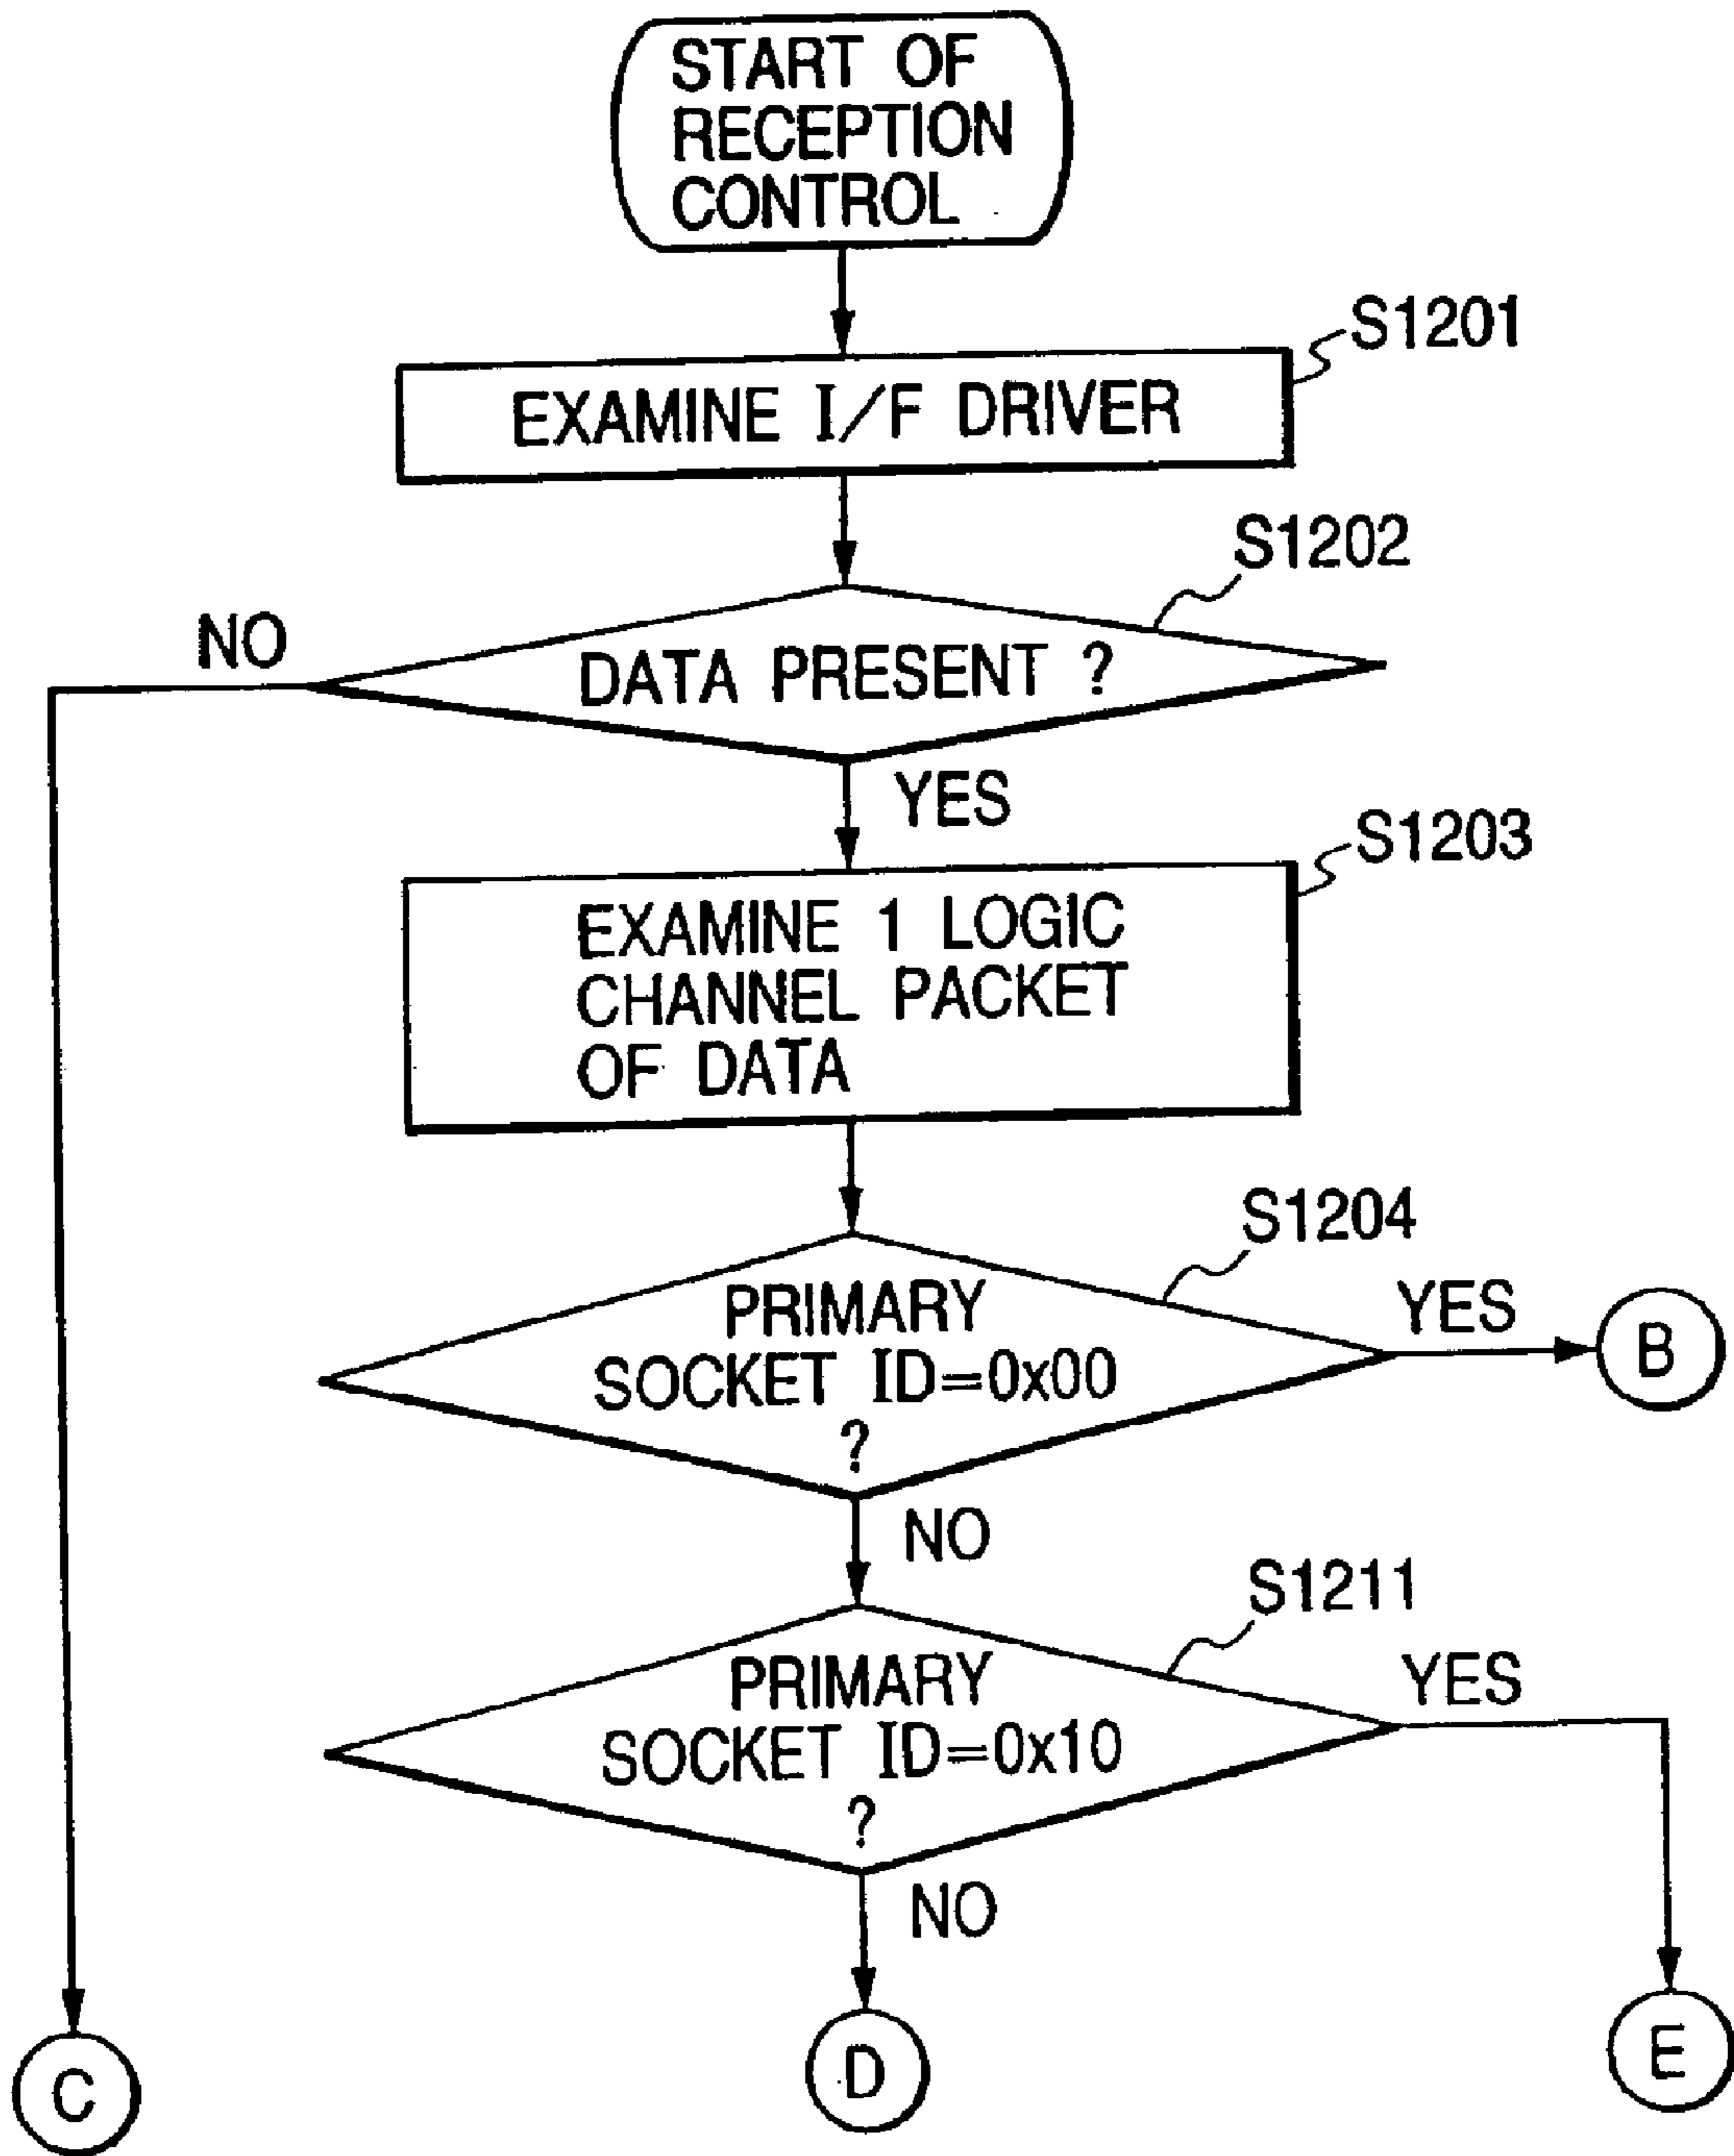 START OF
RECEPTION
CONTROL
S1201
EXAMINE I/F DRIVER
S1202
NO
DATA PRESENT ?
YES
S1203
EXAMINE 1 LOGIC
CHANNEL PACKET
OF DATA
S1204
PRIMARY
SOCKET ID=0x00
?
YES
B
NO
S1211
PRIMARY
SOCKET ID=0x10
?
YES
NO
C
D
E